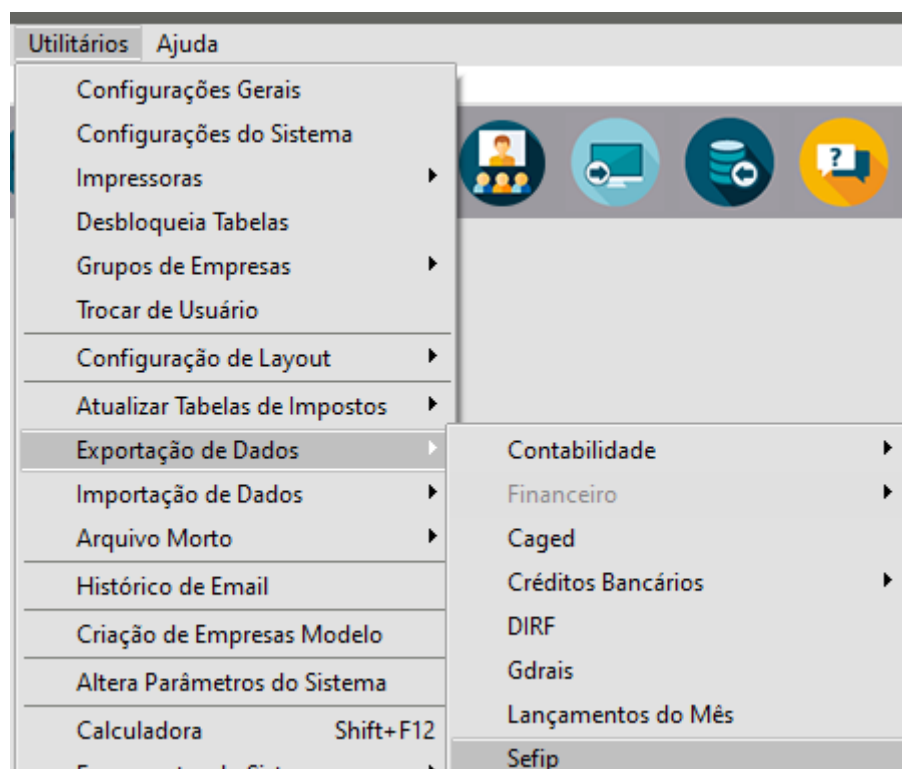 Utilitários Ajuda
Configurações Gerais
Configurações do Sistema
Impressoras
Desbloqueia Tabelas
Grupos de Empresas
Trocar de Usuário
Configuração de Layout
Atualizar Tabelas de Impostos
Exportação de Dados
Importação de Dados
Arquivo Morto
Histórico de Email
Criação de Empresas Modelo
Altera Parâmetros do Sistema
Calculadora Shift+F12
Contabilidade
Financeiro
Caged
Créditos Bancários
DIRF
Gdrais
Lançamentos do Mês
Sefip
?